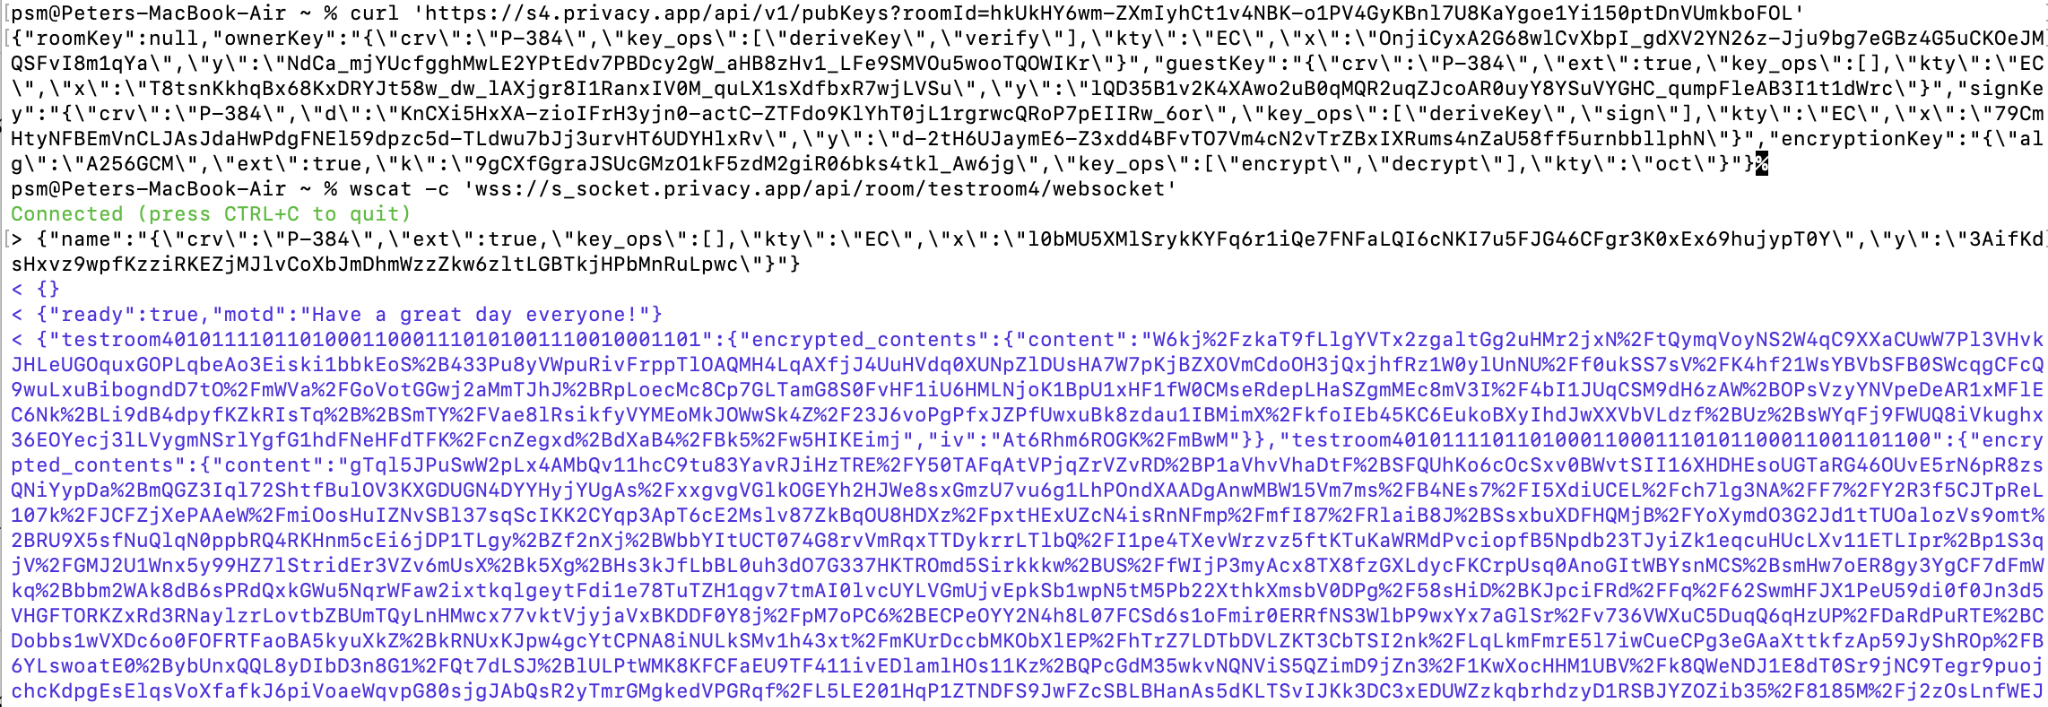 psm@Peters-MacBook-Air ~ % curl 'https://s4.privacy.app/api/v1/pubKeys?roomId=hkUkHY6wm-ZXmIyhCt1v4NBK-o1PV4GyKBnl7U8KaYgoe1Yi150ptDnVUmkboFOL'
{"roomKey":null,"ownerKey":"{\"crv\":\"P-384\",\"key_ops\":[\"deriveKey\",\"verify\"],\"kty\":\"EC\",\"x\":\"OnjiCyxA2G68wlCvXbpI_gdXV2YN26z-Jju9bg7eGBz4G5uCKOeJM
QSFvI8m1qYa\",\"y\":\"NdCa_mjYUcfgghMwLE2YPtEdv7PBDcy2gW_aHB8zHv1_LFe9SMVOu5wooTQOWIKr\"}","guestKey":"{\"crv\":\"P-384\",\"ext\":true,\"key_ops\":[],\"kty\":\"EC
\",\"x\":\"T8tsnKkhqBx68KxDRYJt58w_dw_lAXjgr8I1RanxIV0M_quLX1sXdfbxR7wjLVSu\",\"y\":\"lQD35B1v2K4XAwo2uB0qMQR2uqZJcoAR0uyY8YSuVYGHC_qumpFleAB3I1t1dWrc\"}","signKe
y":"{\"crv\":\"P-384\",\"d\":\"KnCXi5HxXA-zioIFrH3yjn0-actC-ZTFdo9KlYhT0jL1rgrwcQRoP7pEIIRw_6or\",\"key_ops\":[\"deriveKey\",\"sign\"],\"kty\":\"EC\",\"x\":\"79Cm
HtyNFBEmVnCLJAsJdaHwPdgFNEl59dpzc5d-TLdwu7bJj3urvHT6UDYHlxRv\",\"y\":\"d-2tH6UJaymE6-Z3xdd4BFvTO7Vm4cN2vTrZBxIXRums4nZaU58ff5urnbbllphN\"}","encryptionKey":"{\"al
g\":\"A256GCM\",\"ext\":true,\"k\":\"9gCXfGgraJSUcGMzO1kF5zdM2giR06bks4tkl_Aw6jg\",\"key_ops\":[\"encrypt\",\"decrypt\"],\"kty\":\"oct\"}"}%
psm@Peters-MacBook-Air ~ % wscat -c 'wss://s_socket.privacy.app/api/room/testroom4/websocket'
Connected (press CTRL+C to quit)
> {"name":"{\"crv\":\"P-384\",\"ext\":true,\"key_ops\":[],\"kty\":\"EC\",\"x\":\"l0bMU5XMlSrykKYFq6r1iQe7FNFaLQI6cNKI7u5FJG46CFgr3K0xEx69hujypT0Y\",\"y\":\"3AifKd
sHxvz9wpfKzziRKEZjMJlvCoXbJmDhmWzzZkw6zltLGBTkjHPbMnRuLpwc\"}"}
< {}
< {"ready":true,"motd":"Have a great day everyone!"}
< {"testroom401011110110100011000111010100111001000​1101":{"encrypted_contents":{"content":"W6kj%2FzkaT9fLlgYVTx2zgaltGg2uHMr2jxN%2FtQymqVoyNS2W4qC9XXaCUwW7Pl3VHvk
JHLeUGOquxGOPLqbeAo3Eiski1bbkEoS%2B433Pu8yVWpuRivFrppTlOAQMH4LqAXfjJ4UuHVdq0XUNpZlDUsHA7W7pKjBZXOVmCdoOH3jQxjhfRz1W0ylUnNU%2Ff0ukSS7sV%2FK4hf21WsYBVbSFB0SWcqgCFcQ
9wuLxuBibogndD7tO%2FmWVa%2FGoVotGGwj2aMmTJhJ%2BRpLoecMc8Cp7GLTamG8S0FvHF1iU6HMLNjoK1BpU1xHF1fW0CMseRdepLHaSZgmMEc8mV3I%2F4bI1JUqCSM9dH6zAW%2BOPsVzyYNVpeDeAR1xMFlE
C6Nk%2BLi9dB4dpyfKZkRIsTq%2B%2BSmTY%2FVae8lRsikfyVYMEoMkJOWwSk4Z%2F23J6voPgPfxJZPfUwxuBk8zdau1IBMimX%2FkfoIEb45KC6EukoBXyIhdJwXXVbVLdzf%2BUz%2BsWYqFj9FWUQ8iVkughx
36EOYecj3lLVygmNSrlYgfG1hdFNeHFdTFK%2FcnZegxd%2BdXaB4%2FBk5%2Fw5HIKEimj","iv":"At6Rhm6ROGK%2FmBwM"}},"testroom401011110110100011000111010110001100110​1100":{"encry
pted_contents":{"content":"gTql5JPuSwW2pLx4AMbQv11hcC9tu83YavRJiHzTRE%2FY50TAFqAtVPjqZrVZvRD%2BP1aVhvVhaDtF%2BSFQUhKo6cOcSxv0BWvtSII16XHDHEsoUGTaRG46OUvE5rN6pR8zs
QNiYypDa%2BmQGZ3Iql72ShtfBulOV3KXGDUGN4DYYHyjYUgAs%2FxxgvgVGlkOGEYh2HJWe8sxGmzU7vu6g1LhPOndXAADgAnwMBW15Vm7ms%2FB4NEs7%2FI5XdiUCEL%2Fch7lg3NA%2FF7%2FY2R3f5CJTpReL
107k%2FJCFZjXePAAeW%2FmiOosHuIZNvSBl37sqScIKK2CYqp3ApT6cE2Mslv87ZkBqOU8HDXz%2FpxtHExUZcN4isRnNFmp%2FmfI87%2FRlaiB8J%2BSsxbuXDFHQMjB%2FYoXymdO3G2Jd1tTUOalozVs9omt%
2BRU9X5sfNuQlqN0ppbRQ4RKHnm5cEi6jDP1TLgy%2BZf2nXj%2BWbbYItUCT074G8rvVmRqxTTDykrrLTlbQ%2FI1pe4TXevWrzvz5ftKTuKaWRMdPvciopfB5Npdb23TJyiZk1eqcuHUcLXv11ETLIpr%2Bp1S3q
jV%2FGMJ2U1Wnx5y99HZ7lStridEr3VZv6mUsX%2Bk5Xg%2BHs3kJfLbBL0uh3dO7G337HKTROmd5Sirkkkw%2BUS%2FfWIjP3myAcx8TX8fzGXLdycFKCrpUsq0AnoGItWBYsnMCS%2BsmHw7oER8gy3YgCF7dFmW
kq%2Bbbm2WAk8dB6sPRdQxkGWu5NqrWFaw2ixtkqlgeytFdi1e78TuTZH1qgv7tmAI0lvcUYLVGmUjvEpkSb1wpN5tM5Pb22XthkXmsbV0DPg%2F58sHiD%2BKJpciFRd%2FFq%2F62SwmHFJX1PeU59di0f0Jn3d5
VHGFTORKZxRd3RNaylzrLovtbZBUmTQyLnHMwcx77vktVjyjaVxBKDDF0Y8j%2FpM7oPC6%2BECPeOYY2N4h8L07FCSd6s1oFmir0ERRfNS3WlbP9wxYx7aGlSr%2Fv736VWXuC5DuqQ6qHzUP%2FDaRdPuRTE%2BC
Dobbs1wVXDc6o0FOFRTFaoBA5kyuXkZ%2BkRNUxKJpw4gcYtCPNA8iNULkSMv1h43xt%2FmKUrDccbMKObXlEP%2FhTrZ7LDTbDVLZKT3CbTSI2nk%2FLqLkmFmrE5l7iwCueCPg3eGAaXttkfzAp59JyShROp%2FB
6YLswoatE0%2BybUnxQQL8yDIbD3n8G1%2FQt7dLSJ%2BlULPtWMK8KFCFaEU9TF411ivEDlamlHOs11Kz%2BQPcGdM35wkvNQNViS5QZimD9jZn3%2F1KwXocHHM1UBV%2Fk8QWeNDJ1E8dT0Sr9jNC9Tegr9puoj
chcKdpgEsElqsVoXfafkJ6piVoaeWqvpG80sjgJAbQsR2yTmrGMgkedVPGRqf%2FL5LE201HqP1ZTNDFS9JwFZcSBLBHanAs5dKLTSvIJKk3DC3xEDUWZzkqbrhdzyD1RSBJYZOZib35%2F8185M%2Fj2zOsLnfWEJ